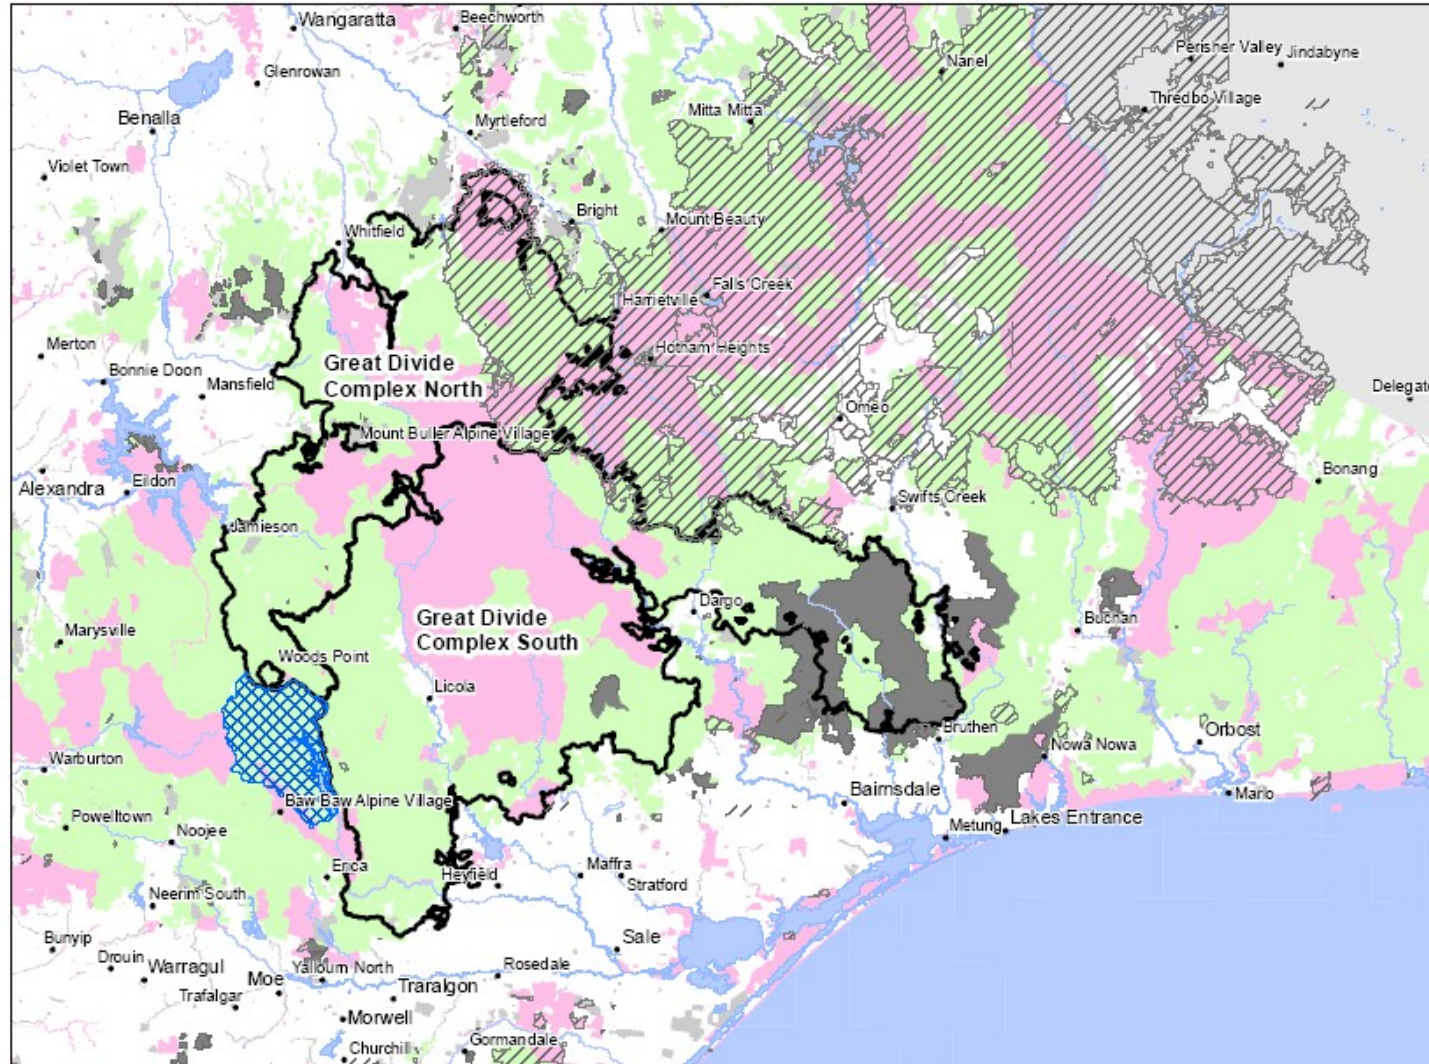 Wangaratta
Beechworth
Glenrowan
Nariel
Perisher Valley
Jindabyne
Thredbo Village
Benalla
Mitta Mitta
Myrtleford
Violet Town
Bright
Mount Beauty
Whitfield
Falls Creek
Harrietville
Merton
Hotham Heights
Bonnie Doon
Great Divide
Complex North
Mansfield
Delegate
Omeo
Mount Buller Alpine Village
Bonang
Alexandra
Eildon
Swifts Creek
Jamieson
Dargo
Great Divide
Complex South
Buchan
Marysville
Woods Point
Licola
Bruthen
Orbost
Nowa Nowa
Warburton
Bairnsdale
Marlo
Baw Baw Alpine Village
Powelltown
Noojee
Metung
Lakes Entrance
Erica
Heyfield
Maffra
Stratford
Neerim South
Bunyip
Sale
Drouin
Warragul
Yallourn North
Rosedale
Moe
Trafalgar
Traralgon
Morwell
Churchill
Gormandale